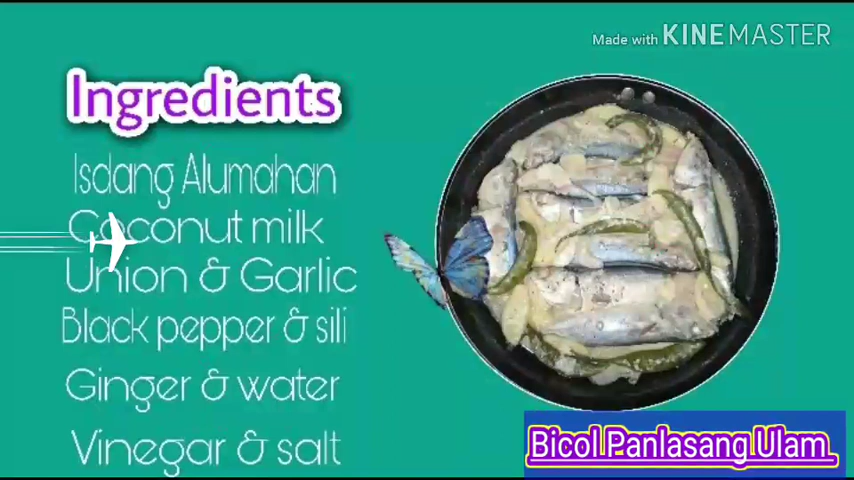 Made with KINEMASTER
Ingredients
Isdang Alumahan
Coconut milk
Union & Garlic
Black pepper & sili
Ginger & water
Vinegar & salt
Bicol Panlasang Ulam